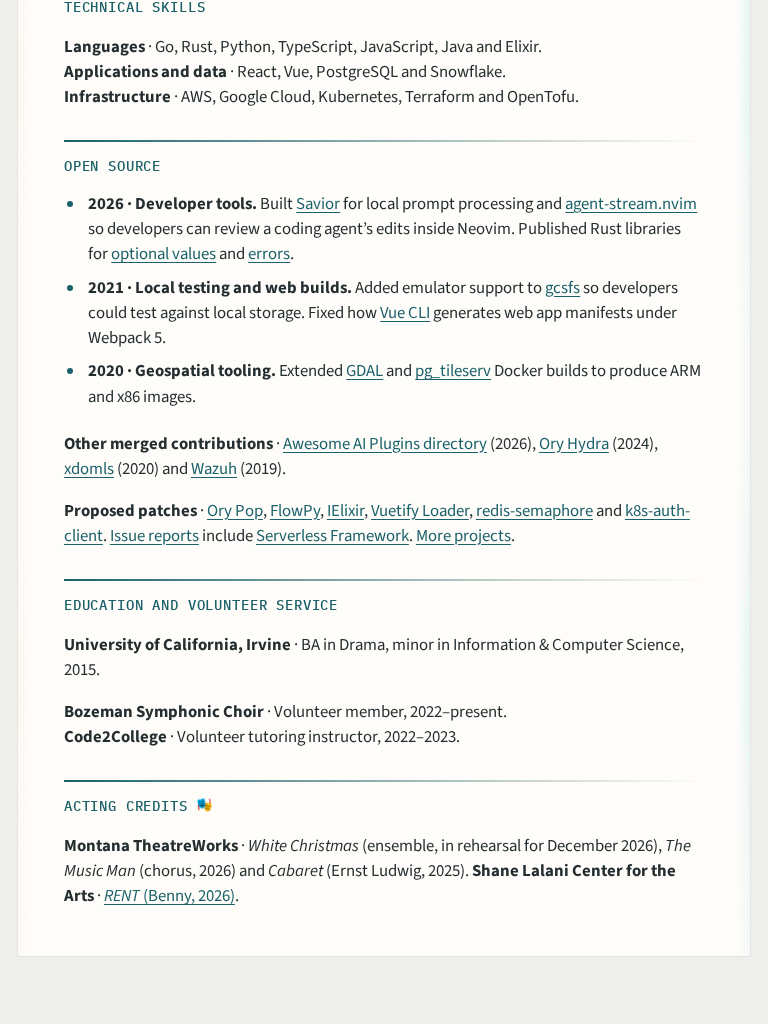 TECHNICAL SKILLS
Languages · Go, Rust, Python, TypeScript, JavaScript, Java and Elixir.
Applications and data · React, Vue, PostgreSQL and Snowflake.
Infrastructure · AWS, Google Cloud, Kubernetes, Terraform and OpenTofu.
OPEN SOURCE
• 2026 · Developer tools. Built Savior for local prompt processing and agent-stream.nvim
so developers can review a coding agent’s edits inside Neovim. Published Rust libraries
for optional values and errors.
• 2021 · Local testing and web builds. Added emulator support to gcsfs so developers
could test against local storage. Fixed how Vue CLI generates web app manifests under
Webpack 5.
• 2020 · Geospatial tooling. Extended GDAL and pg_tileserv Docker builds to produce ARM
and x86 images.
Other merged contributions · Awesome AI Plugins directory (2026), Ory Hydra (2024),
xdomls (2020) and Wazuh (2019).
Proposed patches · Ory Pop, FlowPy, IElixir, Vuetify Loader, redis-semaphore and k8s-auth-
client. Issue reports include Serverless Framework. More projects.
EDUCATION AND VOLUNTEER SERVICE
University of California, Irvine · BA in Drama, minor in Information & Computer Science,
2015.
Bozeman Symphonic Choir · Volunteer member, 2022–present.
Code2College · Volunteer tutoring instructor, 2022–2023.
ACTING CREDITS 🎭
Montana TheatreWorks · White Christmas (ensemble, in rehearsal for December 2026), The
Music Man (chorus, 2026) and Cabaret (Ernst Ludwig, 2025). Shane Lalani Center for the
Arts · RENT (Benny, 2026).